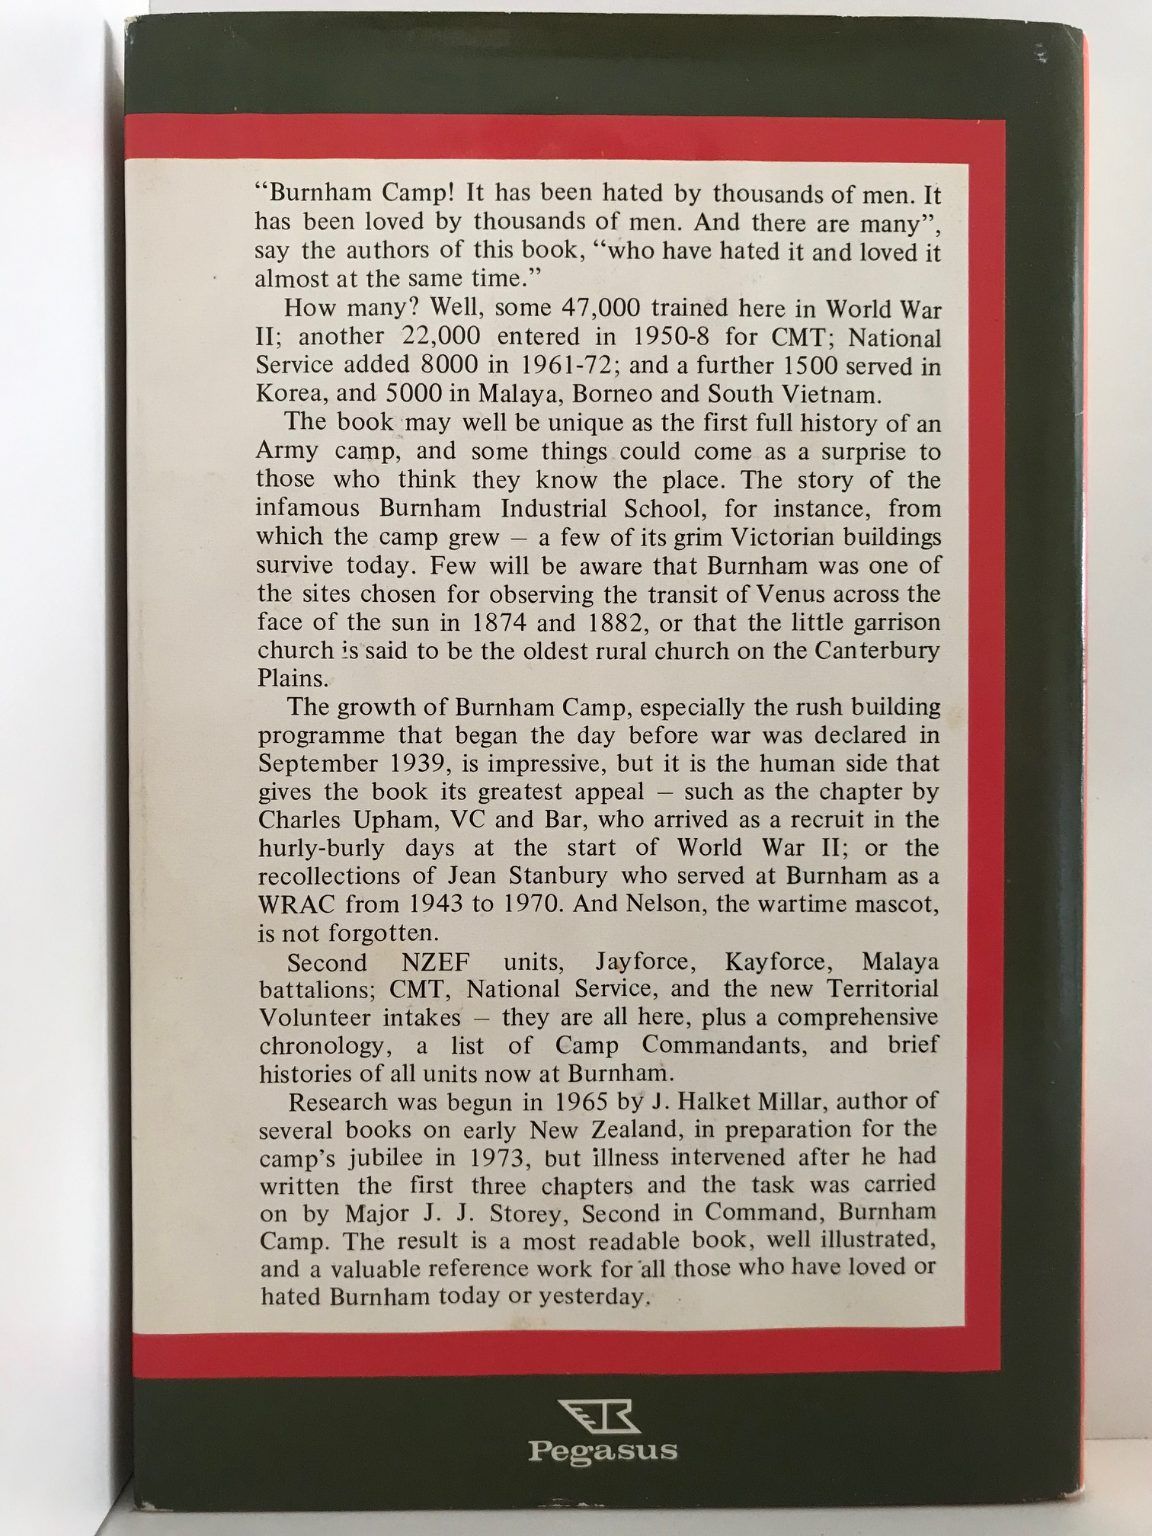 “Burnham Camp! It has been hated by thousands of men. It
has been loved by thousands of men. And there are many”,
say the authors of this book, “who have hated it and loved it
almost at the same time.”
How many? Well, some 47,000 trained here in World War
II; another 22,000 entered in 1950-8 for CMT; National
Service added 8000 in 1961-72; and a further 1500 served in
Korea, and 5000 in Malaya, Borneo and South Vietnam.
The book may well be unique as the first full history of an
Army camp, and some things could come as a surprise to
those who think they know the place. The story of the
infamous Burnham Industrial School, for instance, from
which the camp grew – a few of its grim Victorian buildings
survive today. Few will be aware that Burnham was one of
the sites chosen for observing the transit of Venus across the
face of the sun in 1874 and 1882, or that the little garrison
church is said to be the oldest rural church on the Canterbury
Plains.
The growth of Burnham Camp, especially the rush building
programme that began the day before war was declared in
September 1939, is impressive, but it is the human side that
gives the book its greatest appeal – such as the chapter by
Charles Upham, VC and Bar, who arrived as a recruit in the
hurly-burly days at the start of World War II; or the
recollections of Jean Stanbury who served at Burnham as a
WRAC from 1943 to 1970. And Nelson, the wartime mascot,
is not forgotten.
Second NZEF units, Jayforce, Kayforce, Malaya
battalions; CMT, National Service, and the new Territorial
Volunteer intakes – they are all here, plus a comprehensive
chronology, a list of Camp Commandants, and brief
histories of all units now at Burnham.
Research was begun in 1965 by J. Halket Millar, author of
several books on early New Zealand, in preparation for the
camp’s jubilee in 1973, but illness intervened after he had
written the first three chapters and the task was carried
on by Major J. J. Storey, Second in Command, Burnham
Camp. The result is a most readable book, well illustrated,
and a valuable reference work for all those who have loved or
hated Burnham today or yesterday.
Pegasus